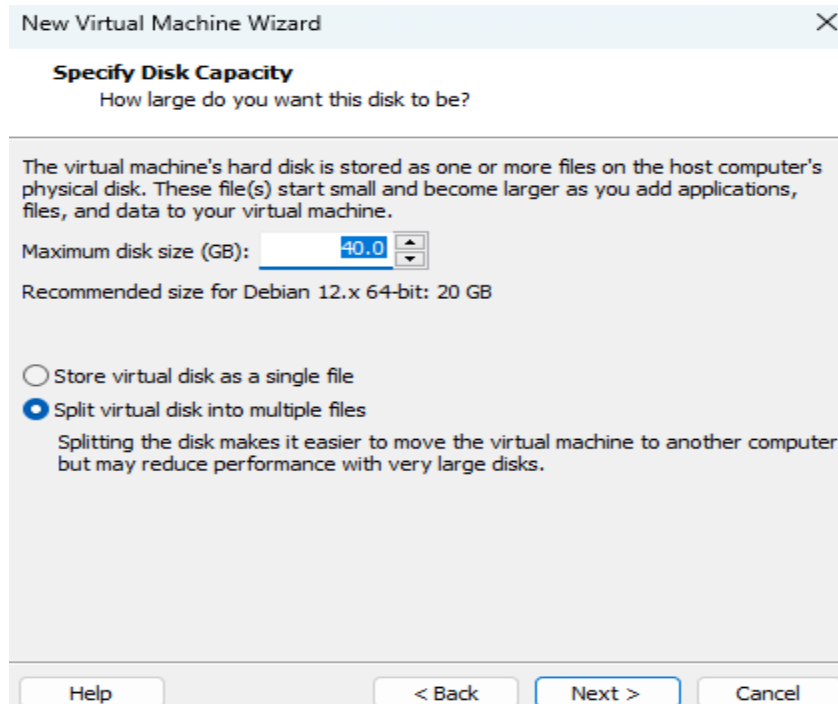 New Virtual Machine Wizard
Specify Disk Capacity
How large do you want this disk to be?
The virtual machine's hard disk is stored as one or more files on the host computer's
physical disk. These file(s) start small and become larger as you add applications,
files, and data to your virtual machine.
Maximum disk size (GB): 40.0
Recommended size for Debian 12.x 64-bit: 20 GB
Store virtual disk as a single file
Split virtual disk into multiple files
Splitting the disk makes it easier to move the virtual machine to another computer
but may reduce performance with very large disks.
Help < Back Next > Cancel